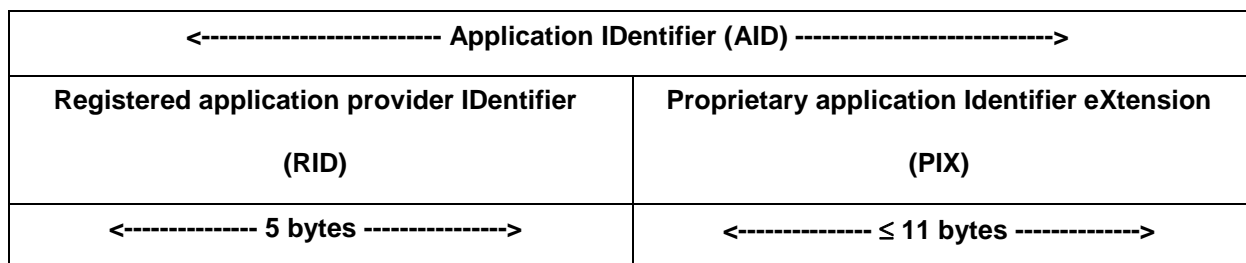 <--------------------------- Application IDentifier (AID) ---------------------------->
Registered application provider IDentifier
(RID)
Proprietary application Identifier eXtension
(PIX)
<--------------- 5 bytes ---------------->
<--------------- ≤ 11 bytes -------------->